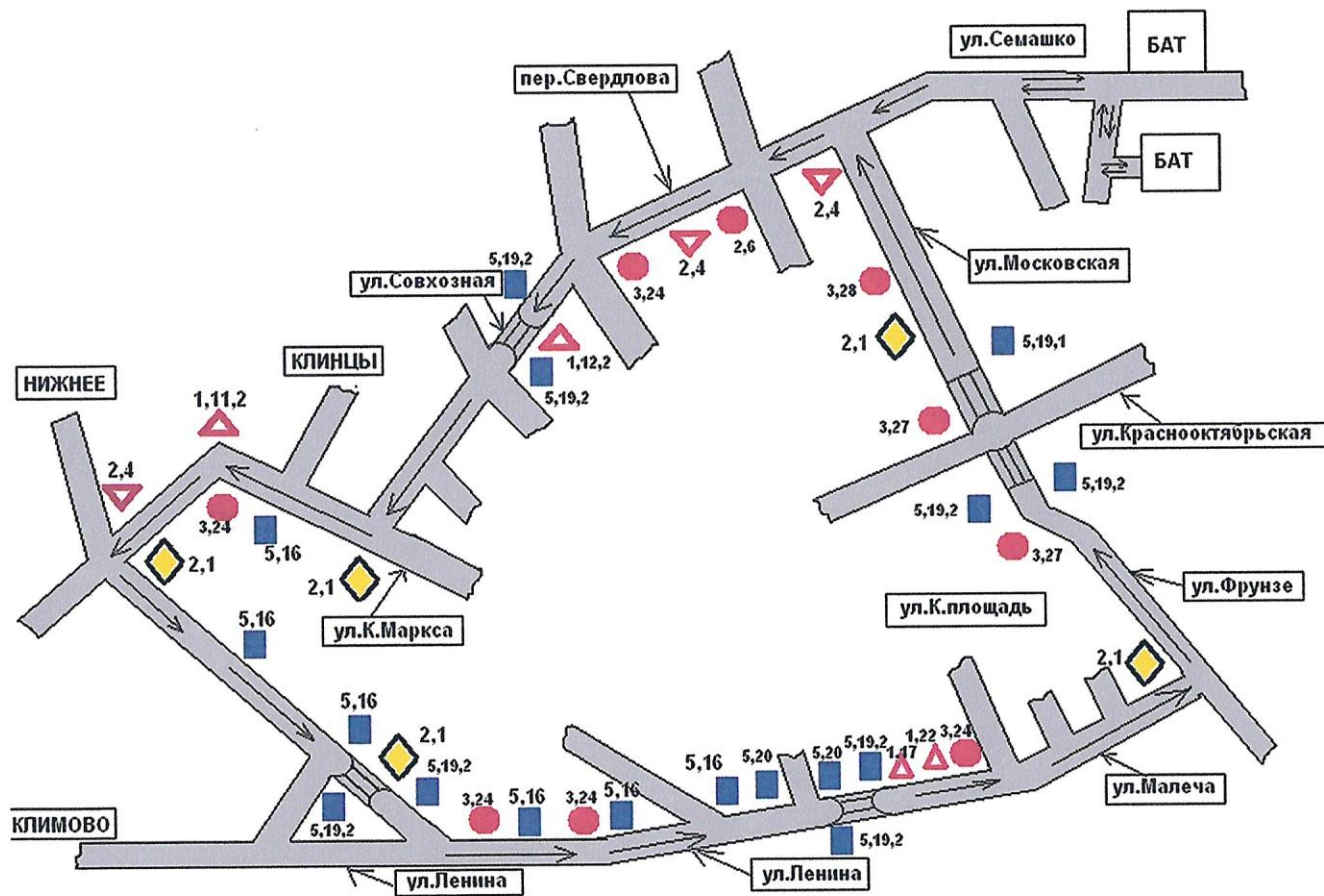 ул.Семашко
БАТ
пер.Свердлова
БАТ
2,4
2,6
2,4
ул.Московская
5,19,2
ул.Совхозная
3,24
3,28
2,1
5,19,1
1,12,2
5,19,2
КЛИНЦЫ
НИЖНЕЕ
1,11,2
3,27
ул.Краснооктябрьская
2,4
5,19,2
5,19,2
3,24
5,16
3,27
2,1
2,1
ул.Фрунзе
ул.К.площадь
ул.К.Маркса
5,16
2,1
5,16
2,1
5,19,2
1,22
3,24
5,16
5,20
5,20
1,17
5,19,2
ул.Малеча
5,16
3,24
3,24
КЛИМОВО
5,19,2
5,19,2
ул.Ленина
ул.Ленина